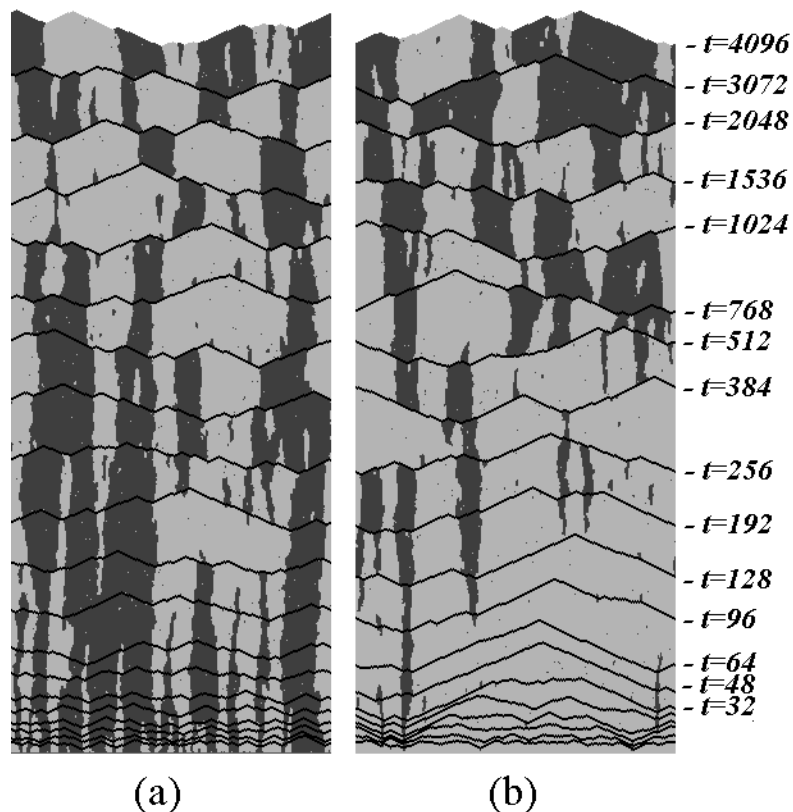 - t=4096
- t=3072
- t=2048
- t=1536
- t=1024
- t=768
- t=512
- t=384
- t=256
- t=192
- t=128
- t=96
- t=64
- t=48
- t=32
(a) (b)